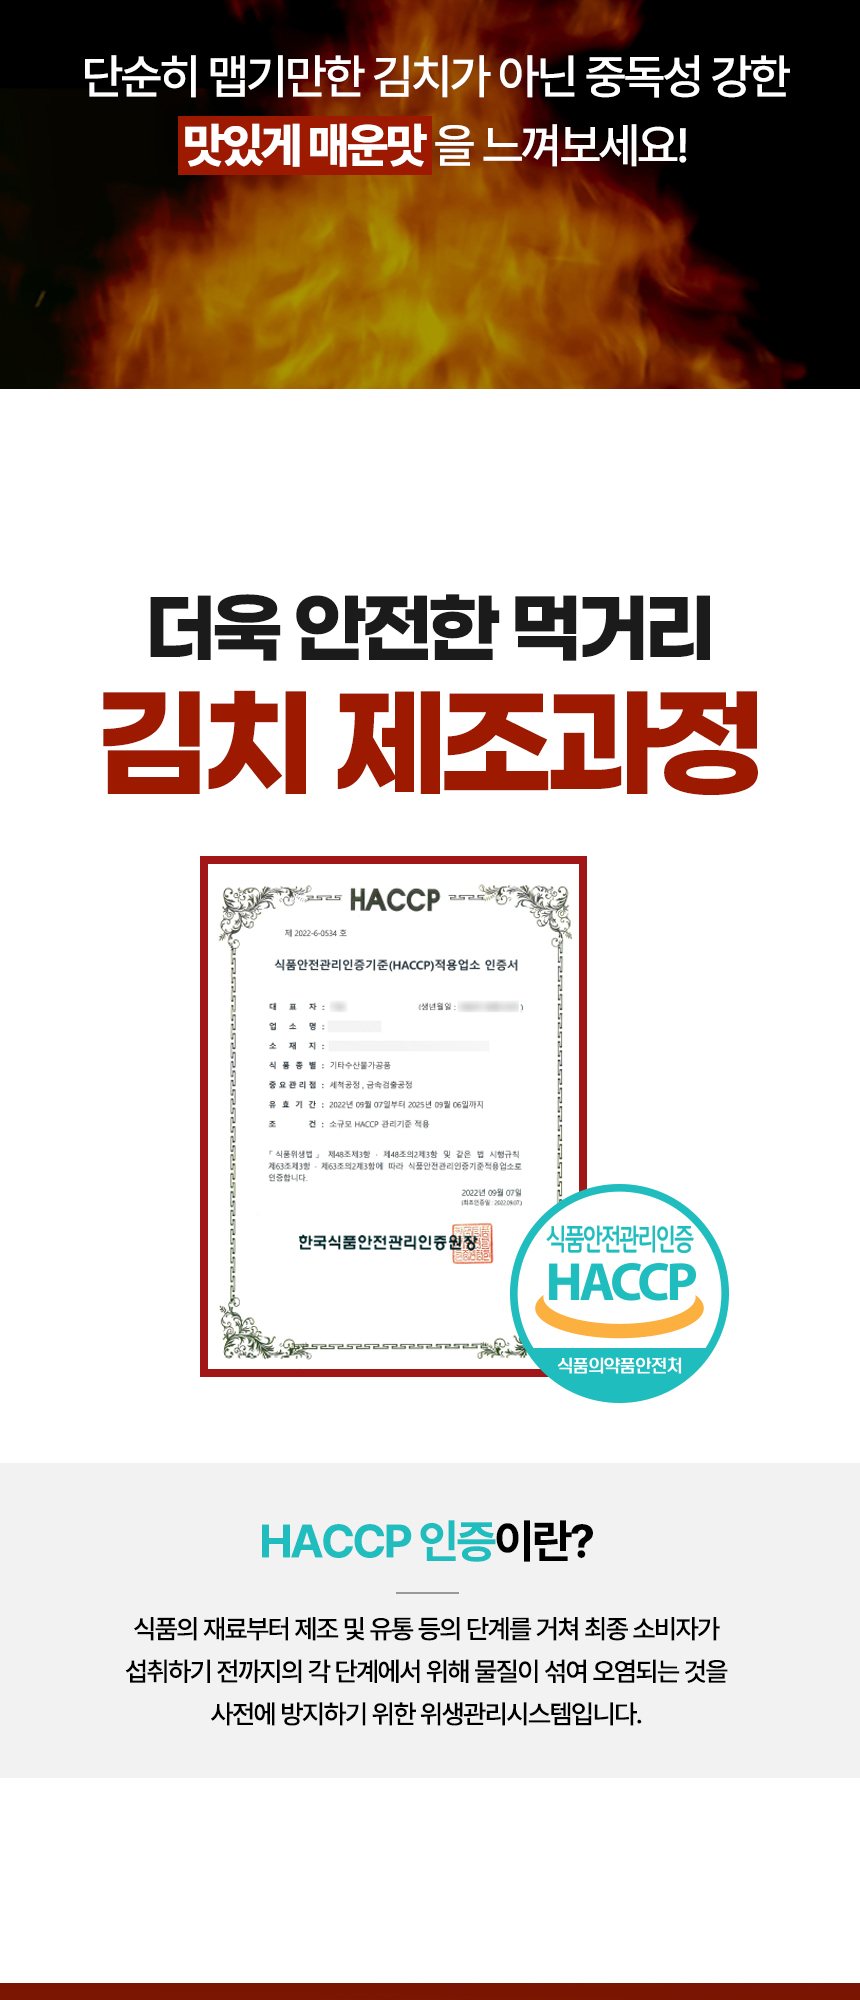 단순히 맵기만한 김치가 아닌 중독성 강한
맛있게 매운맛을 느껴보세요!
더욱 안전한 먹거리
김치 제조과정
HACCP
제 2022-6-0534 호
식품안전관리인증기준(HACCP)적용업소 인증서
대 표 자 : (생년월일 : )
업 소 명 :
소 재 지 :
식 품 종 별 : 기타수산물가공품
중요관리점 : 세척공정 , 금속검출공정
유 효 기 간 : 2022년 09월 07일부터 2025년 09월 06일까지
조 건 : 소규모 HACCP 관리기준 적용
「식품위생법」 제48조제3항 · 제48조의2제3항 및 같은 법 시행규칙
제63조제3항 · 제63조의2제3항에 따라 식품안전관리인증기준적용업소로
인증합니다.
2022년 09월 07일
(최초인증일 : 2022.09.07.)
한국식품안전관리인증원장
식품안전관리인증
HACCP
식품의약품안전처
HACCP 인증이란?
식품의 재료부터 제조 및 유통 등의 단계를 거쳐 최종 소비자가
섭취하기 전까지의 각 단계에서 위해 물질이 섞여 오염되는 것을
사전에 방지하기 위한 위생관리시스템입니다.